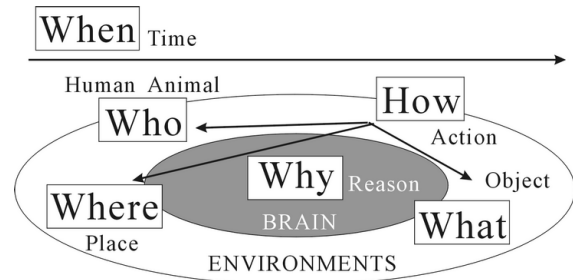 When Time
Human Animal
Who
How
Action
Why Reason
Object
Where
Place
BRAIN
What
ENVIRONMENTS